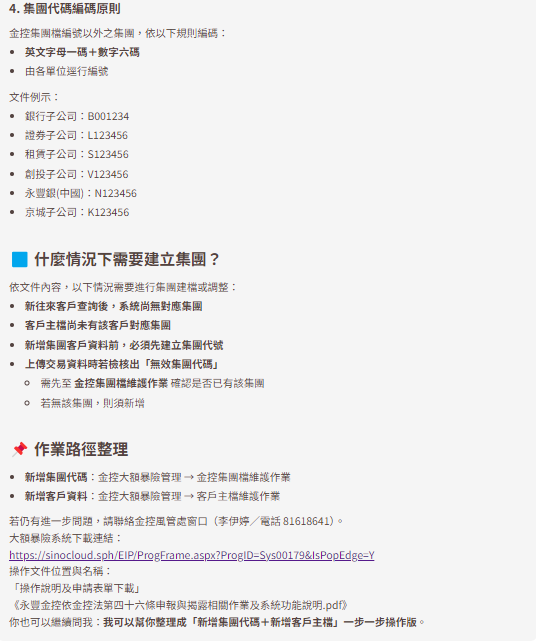 4. 集團代碼編碼原則
金控集團檔編號以外之集團，依以下規則編碼：
英文字母一碼＋數字六碼
由各單位逕行編號
文件例示：
銀行子公司：B001234
證券子公司：L123456
租賃子公司：S123456
創投子公司：V123456
永豐銀(中國)：N123456
京城子公司：K123456
什麼情況下需要建立集團？
依文件內容，以下情況需要進行集團建檔或調整：
新往來客戶查詢後，系統尚無對應集團
客戶主檔尚未有該客戶對應集團
新增集團客戶資料前，必須先建立集團代號
上傳交易資料時若檢核出「無效集團代碼」
需先至 金控集團檔維護作業 確認是否已有該集團
若無該集團，則須新增
📌 作業路徑整理
新增集團代碼：金控大額暴險管理 → 金控集團檔維護作業
新增客戶資料：金控大額暴險管理 → 客戶主檔維護作業
若仍有進一步問題，請聯絡金控風管處窗口（李伊婷／電話 81618641）。
大額暴險系統下載連結：
https://sinocloud.sph/EIP/ProgFrame.aspx?ProgID=Sys00179&IsPopEdge=Y
操作文件位置與名稱：
「操作說明及申請表單下載」
《永豐金控依金控法第四十六條申報與揭露相關作業及系統功能說明.pdf》
你也可以繼續問我：我可以幫你整理成「新增集團代碼＋新增客戶主檔」一步一步操作版。